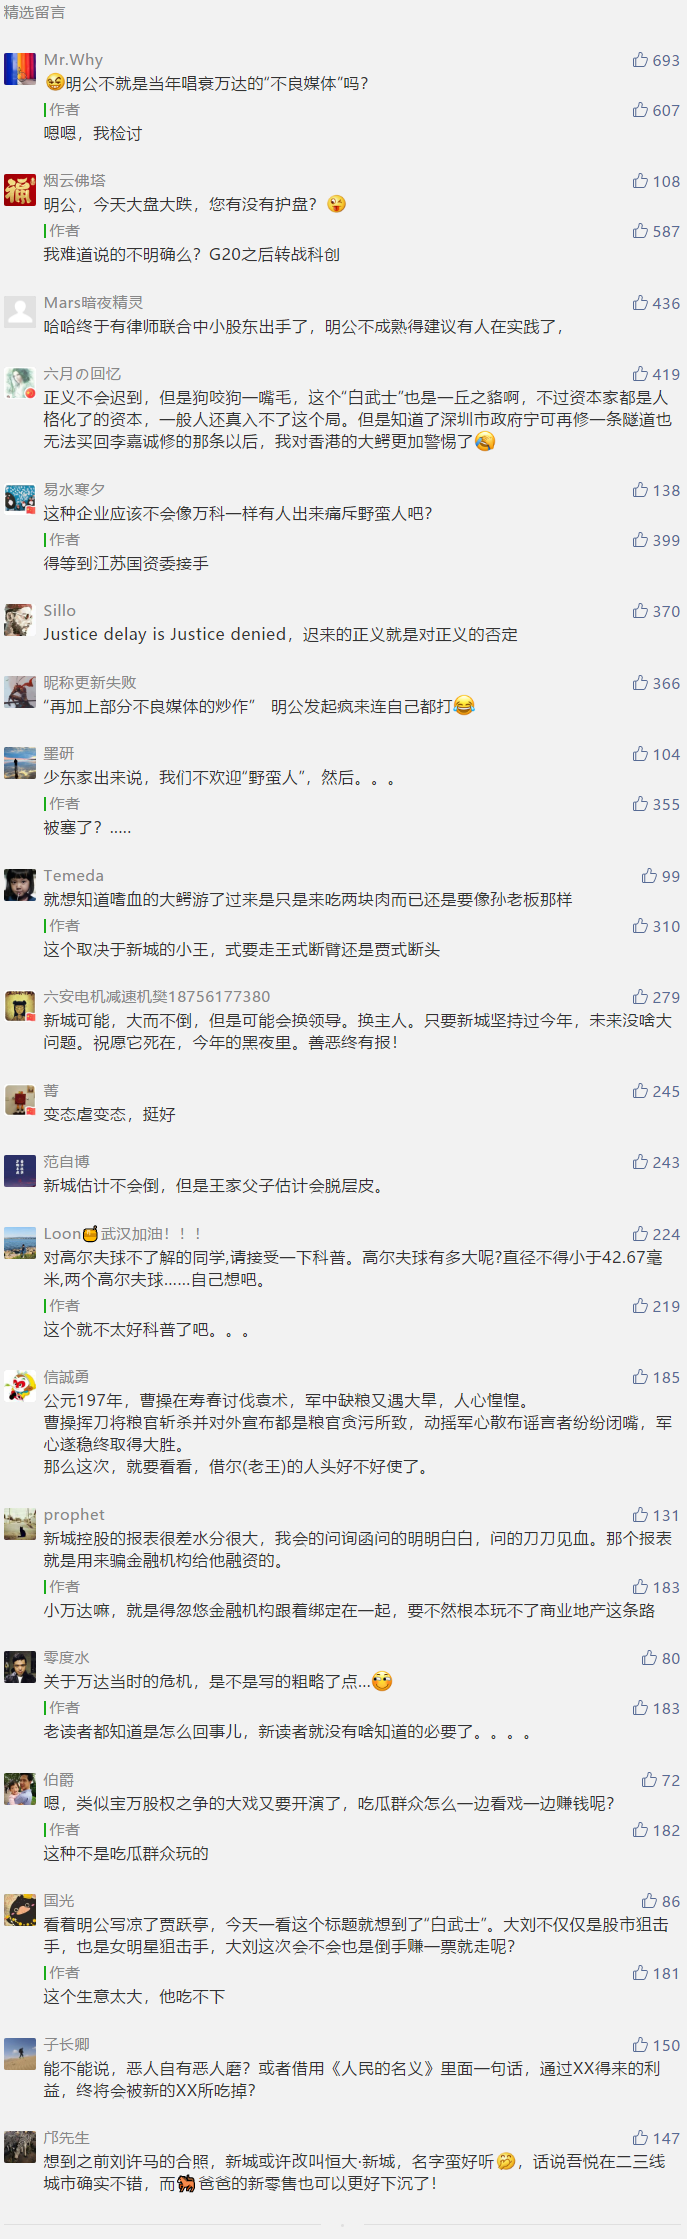 精选留言
Mr.Why 693
😉明公不就是当年唱衰万达的“不良媒体”吗？
作者 607
嗯嗯，我检讨
烟云佛塔 108
明公，今天大盘大跌，您有没有护盘？😜
作者 587
我难道说的不明确么？G20之后转战科创
Mars暗夜精灵 436
哈哈终于有律师联合中小股东出手了，明公不成熟得建议有人在实践了，
六月の回忆 419
正义不会迟到，但是狗咬狗一嘴毛，这个“白武士”也是一丘之貉啊，不过资本家都是人
格化了的资本，一般人还真入不了这个局。但是知道了深圳市政府宁可再修一条隧道也
无法买回李嘉诚修的那条以后，我对香港的大鳄更加警惕了
易水寒夕 138
这种企业应该不会像万科一样有人出来痛斥野蛮人吧？
作者 399
得等到江苏国资委接手
Sillo 370
Justice delay is Justice denied，迟来的正义就是对正义的否定
昵称更新失败 366
“再加上部分不良媒体的炒作” 明公发起疯来连自己都打😂
墨研 104
少东家出来说，我们不欢迎“野蛮人”，然后。。。
作者 355
被塞了？.....
Temeda 99
就想知道嗜血的大鳄游了过来是只是来吃两块肉而已还是要像孙老板那样
作者 310
这个取决于新城的小王，式要走王式断臂还是贾式断头
六安电机减速机樊18756177380 279
新城可能，大而不倒，但是可能会换领导。换主人。只要新城坚持过今年，未来没啥大
问题。祝愿它死在，今年的黑夜里。善恶终有报！
菁 245
变态虐变态，挺好
范自博 243
新城估计不会倒，但是王家父子估计会脱层皮。
Loon🍯武汉加油！！！ 224
对高尔夫球不了解的同学,请接受一下科普。高尔夫球有多大呢?直径不得小于42.67毫
米,两个高尔夫球......自己想吧。
作者 219
这个就不太好科普了吧。。。
信誠勇 185
公元197年，曹操在寿春讨伐袁术，军中缺粮又遇大旱，人心惶惶。
曹操挥刀将粮官斩杀并对外宣布都是粮官贪污所致，动摇军心散布谣言者纷纷闭嘴，军
心遂稳终取得大胜。
那么这次，就要看看，借尔(老王)的人头好不好使了。
prophet 131
新城控股的报表很差水分很大，我会的问询函问的明明白白，问的刀刀见血。那个报表
就是用来骗金融机构给他融资的。
作者 183
小万达嘛，就是得忽悠金融机构跟着绑定在一起，要不然根本玩不了商业地产这条路
零度水 80
关于万达当时的危机，是不是写的粗略了点...
作者 183
老读者都知道是怎么回事儿，新读者就没有啥知道的必要了。。。。
伯爵 72
嗯，类似宝万股权之争的大戏又要开演了，吃瓜群众怎么一边看戏一边赚钱呢？
作者 182
这种不是吃瓜群众玩的
国光 86
看着明公写凉了贾跃亭，今天一看这个标题就想到了“白武士”。大刘不仅仅是股市狙击
手，也是女明星狙击手，大刘这次会不会也是倒手赚一票就走呢？
作者 181
这个生意太大，他吃不下
子长卿 150
能不能说，恶人自有恶人磨？或者借用《人民的名义》里面一句话，通过XX得来的利
益，终将会被新的XX所吃掉？
邝先生 147
想到之前刘许马的合照，新城或许改叫恒大·新城，名字蛮好听🤭，话说吾悦在二三线
城市确实不错，而🐎爸爸的新零售也可以更好下沉了！